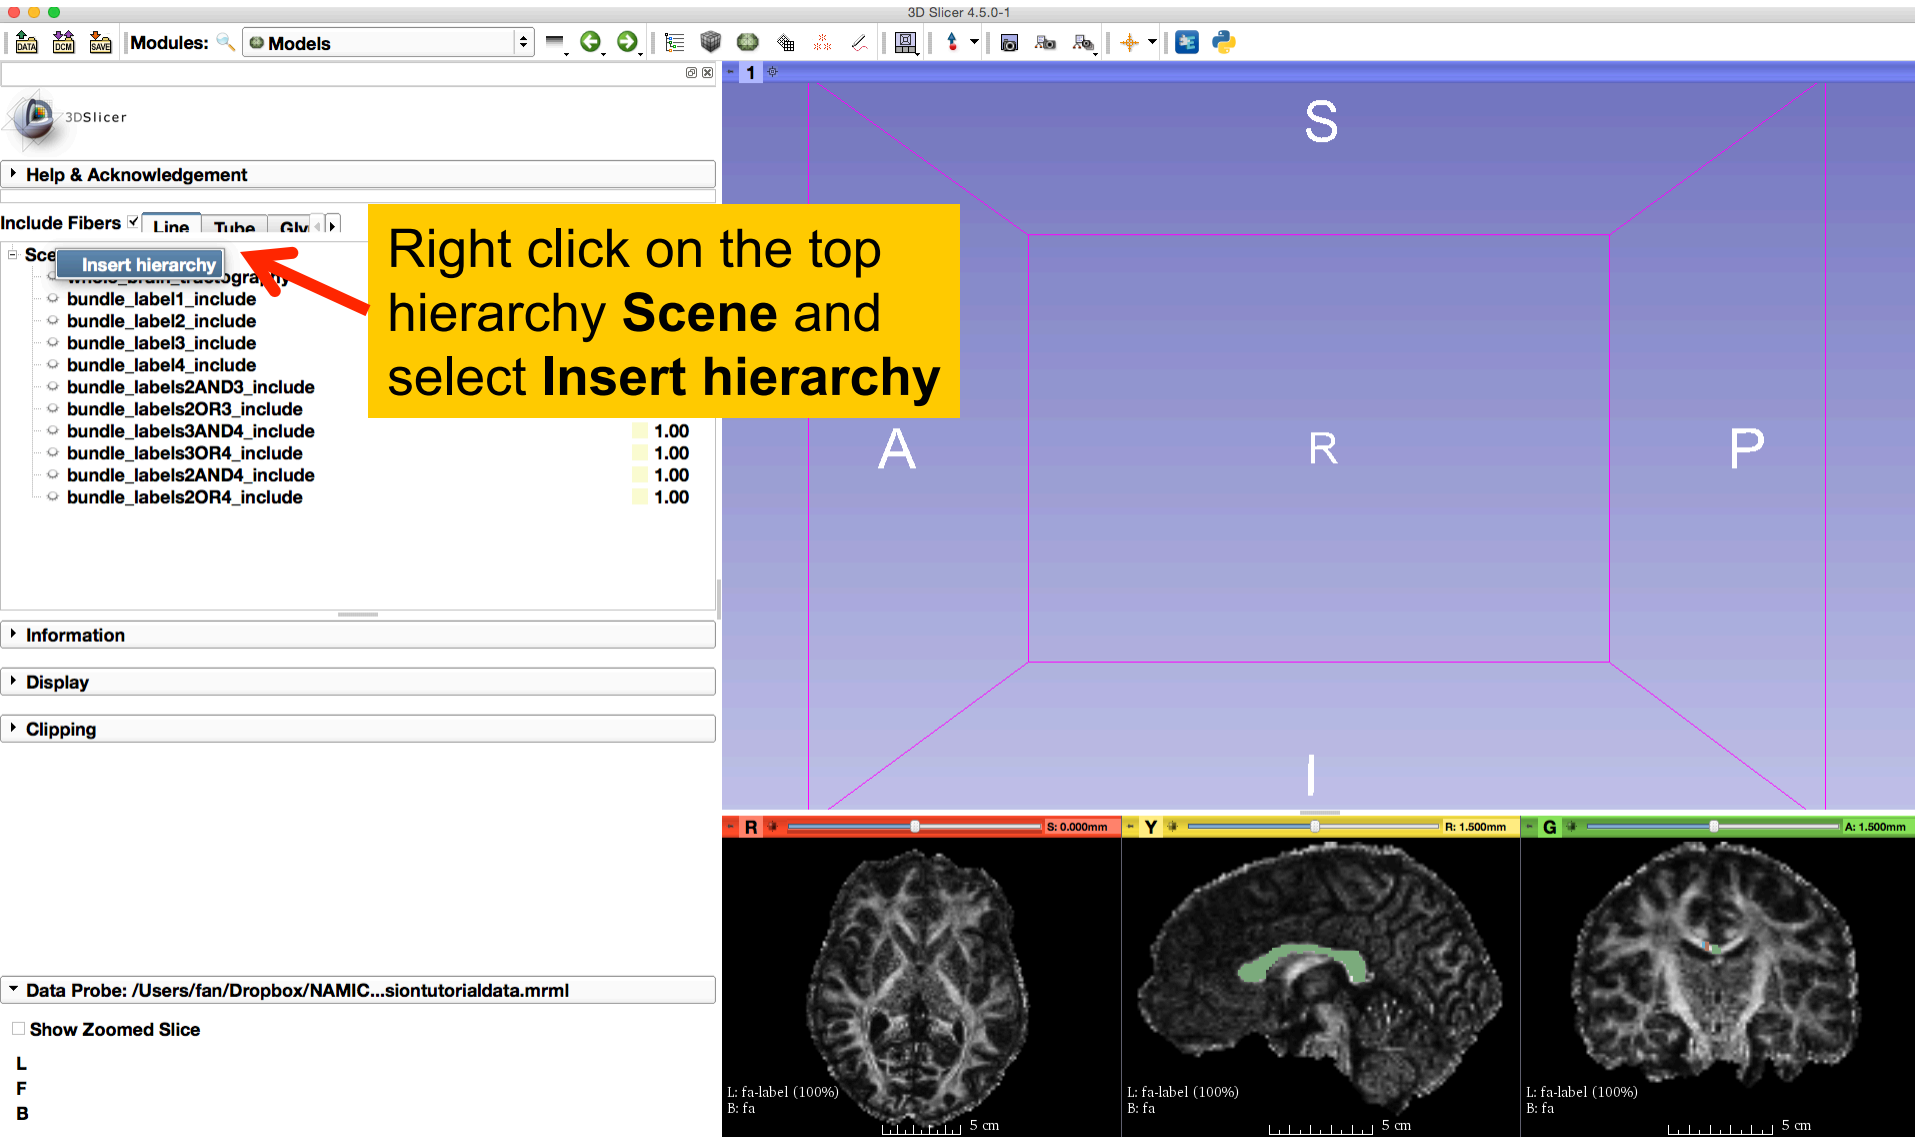 3D Slicer 4.5.0-1
DATA DCM SAVE Modules: Models
1
3DSlicer
Help & Acknowledgement
Include Fibers Line Tube Gly
Sce
Insert hierarchy
whole_brain_tractography
bundle_label1_include
bundle_label2_include
bundle_label3_include
bundle_label4_include
bundle_labels2AND3_include
bundle_labels2OR3_include
bundle_labels3AND4_include 1.00
bundle_labels3OR4_include 1.00
bundle_labels2AND4_include 1.00
bundle_labels2OR4_include 1.00
Right click on the top
hierarchy Scene and
select Insert hierarchy
S
A R P
I
Information
Display
Clipping
R S: 0.000mm
Y R: 1.500mm
G A: 1.500mm
L: fa-label (100%)
B: fa
5 cm
L: fa-label (100%)
B: fa
5 cm
L: fa-label (100%)
B: fa
5 cm
Data Probe: /Users/fan/Dropbox/NAMIC...siontutorialdata.mrml
Show Zoomed Slice
L
F
B